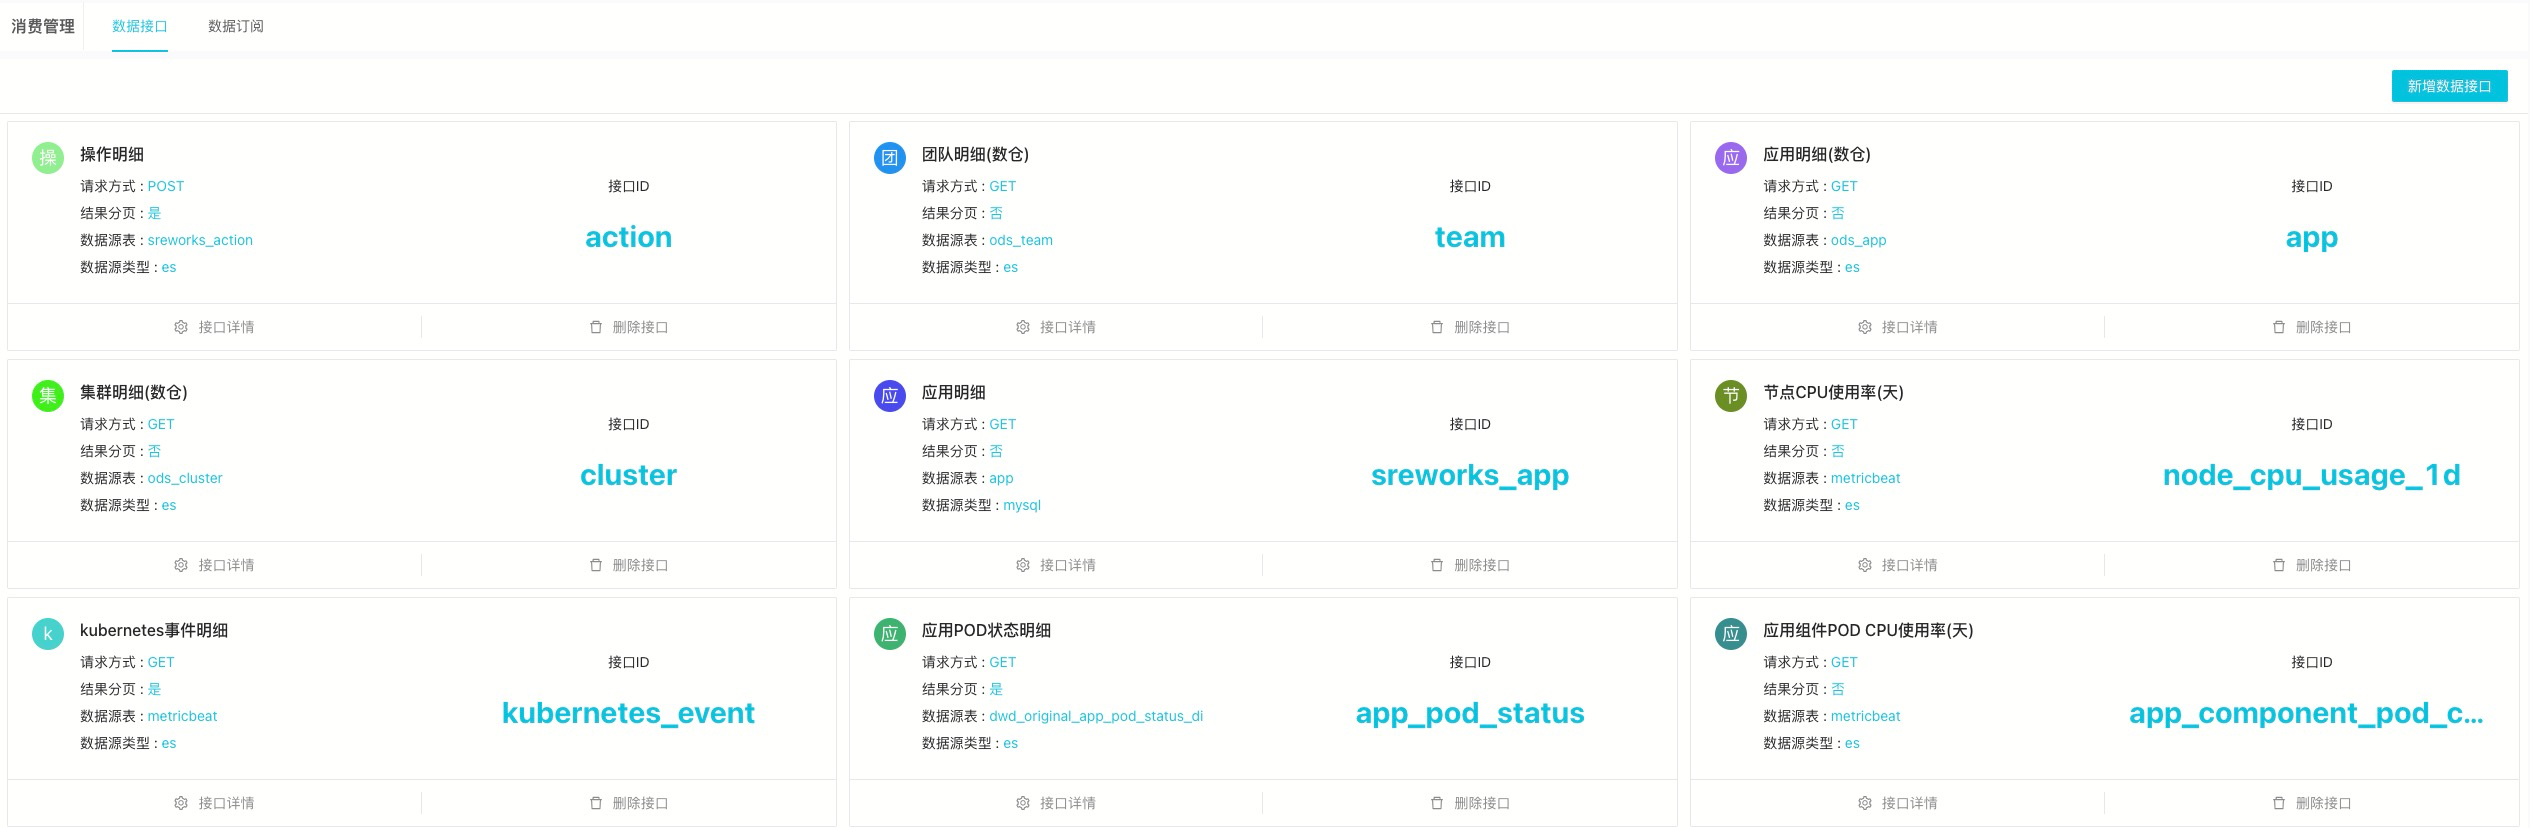 消费管理
数据接口
数据订阅
新增数据接口
操
操作明细
请求方式 : POST
结果分页 : 是
数据源表 : sreworks_action
数据源类型 : es
接口ID
action
接口详情
删除接口
团
团队明细(数仓)
请求方式 : GET
结果分页 : 否
数据源表 : ods_team
数据源类型 : es
接口ID
team
接口详情
删除接口
应
应用明细(数仓)
请求方式 : GET
结果分页 : 否
数据源表 : ods_app
数据源类型 : es
接口ID
app
接口详情
删除接口
集
集群明细(数仓)
请求方式 : GET
结果分页 : 否
数据源表 : ods_cluster
数据源类型 : es
接口ID
cluster
接口详情
删除接口
应
应用明细
请求方式 : GET
结果分页 : 否
数据源表 : app
数据源类型 : mysql
接口ID
sreworks_app
接口详情
删除接口
节
节点CPU使用率(天)
请求方式 : GET
结果分页 : 否
数据源表 : metricbeat
数据源类型 : es
接口ID
node_cpu_usage_1d
接口详情
删除接口
k
kubernetes事件明细
请求方式 : GET
结果分页 : 是
数据源表 : metricbeat
数据源类型 : es
接口ID
kubernetes_event
接口详情
删除接口
应
应用POD状态明细
请求方式 : GET
结果分页 : 是
数据源表 : dwd_original_app_pod_status_di
数据源类型 : es
接口ID
app_pod_status
接口详情
删除接口
应
应用组件POD CPU使用率(天)
请求方式 : GET
结果分页 : 否
数据源表 : metricbeat
数据源类型 : es
接口ID
app_component_pod_c...
接口详情
删除接口